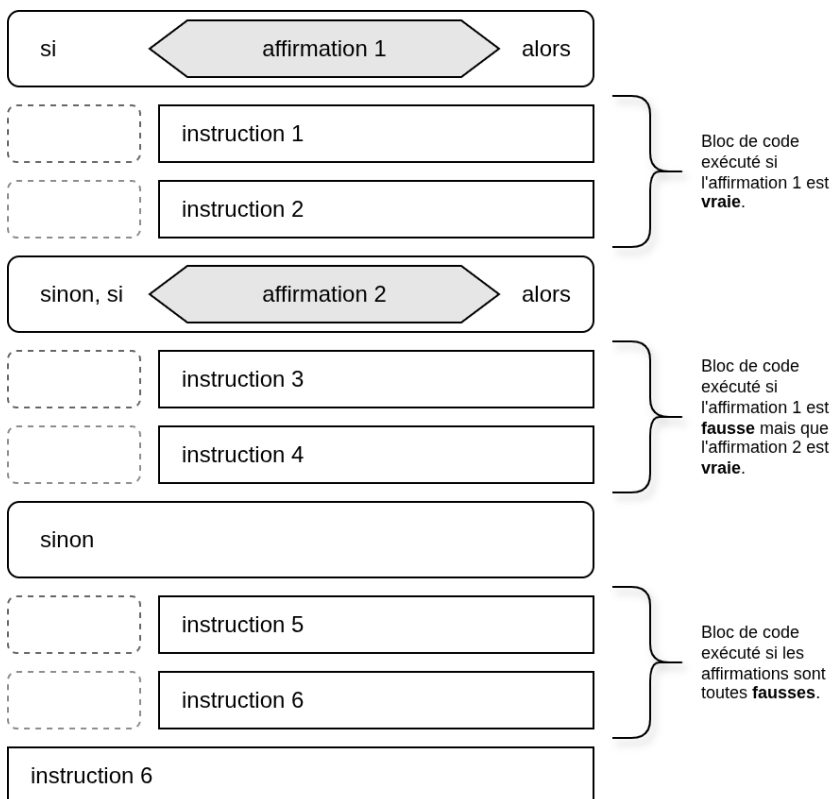 si affirmation 1 alors
instruction 1
instruction 2
Bloc de code
exécuté si
l'affirmation 1 est
vraie.
sinon, si affirmation 2 alors
instruction 3
instruction 4
Bloc de code
exécuté si
l'affirmation 1 est
fausse mais que
l'affirmation 2 est
vraie.
sinon
instruction 5
instruction 6
Bloc de code
exécuté si les
affirmations sont
toutes fausses.
instruction 6